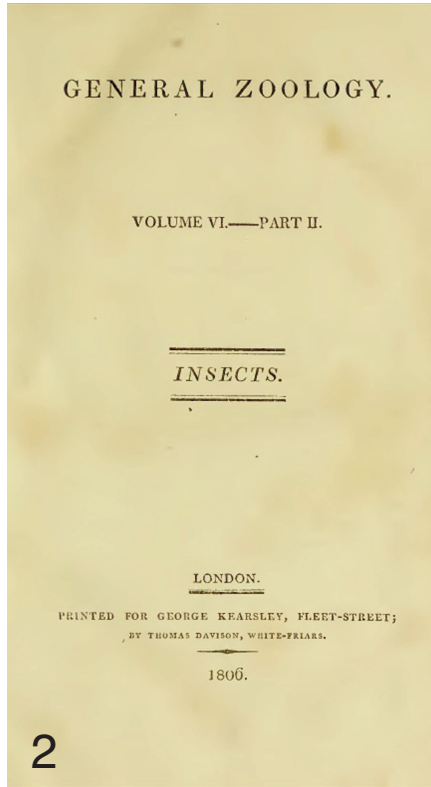 GENERAL ZOOLOGY.
VOLUME VI.——PART II.
INSECTS.
LONDON.
PRINTED FOR GEORGE KEARSLEY, FLEET-STREET;
BY THOMAS DAVISON, WHITE-FRIARS.
1806.
2